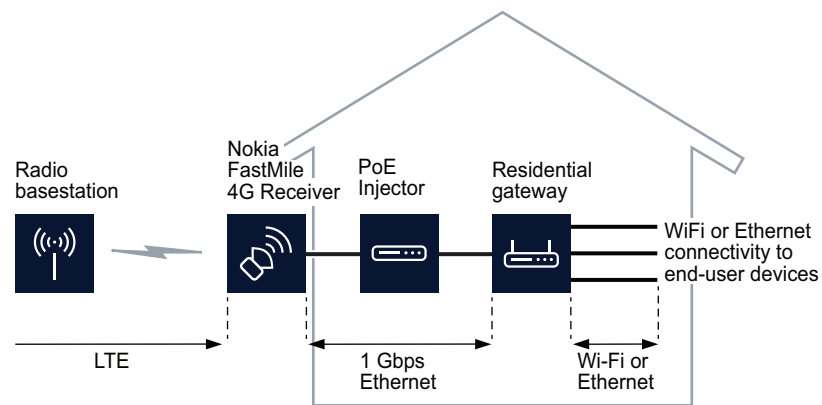 Radio
basestation
Nokia
FastMile
4G Receiver
PoE
Injector
Residential
gateway
WiFi or Ethernet
connectivity to
end-user devices
LTE
1 Gbps
Ethernet
Wi-Fi or
Ethernet